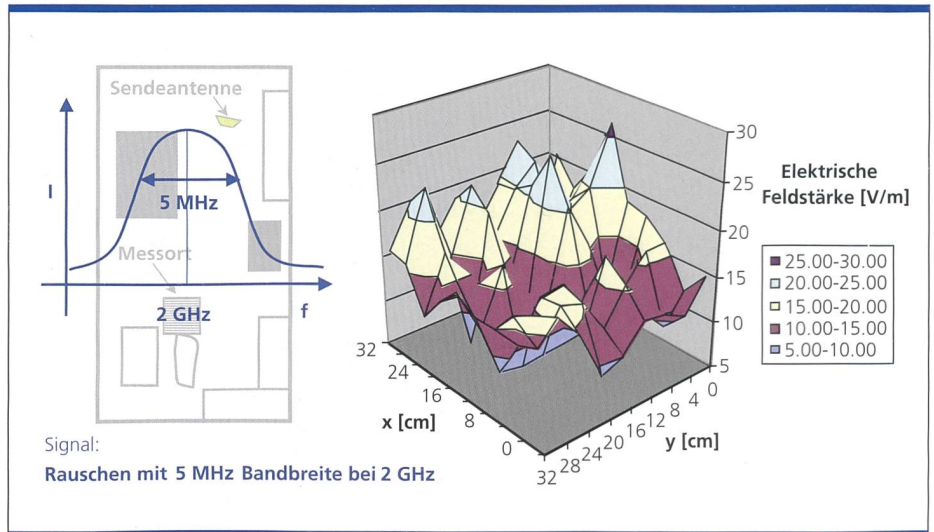 Sendeantenne
I
5 MHz
Messort
2 GHz
f
Signal:
Rauschen mit 5 MHz Bandbreite bei 2 GHz
30
25
20
15
10
5
Elektrische
Feldstärke [V/m]
25.00-30.00
20.00-25.00
15.00-20.00
10.00-15.00
5.00-10.00
32
24
16
8
0
x [cm]
32
28
24
20
16
12
8
4
0
y [cm]